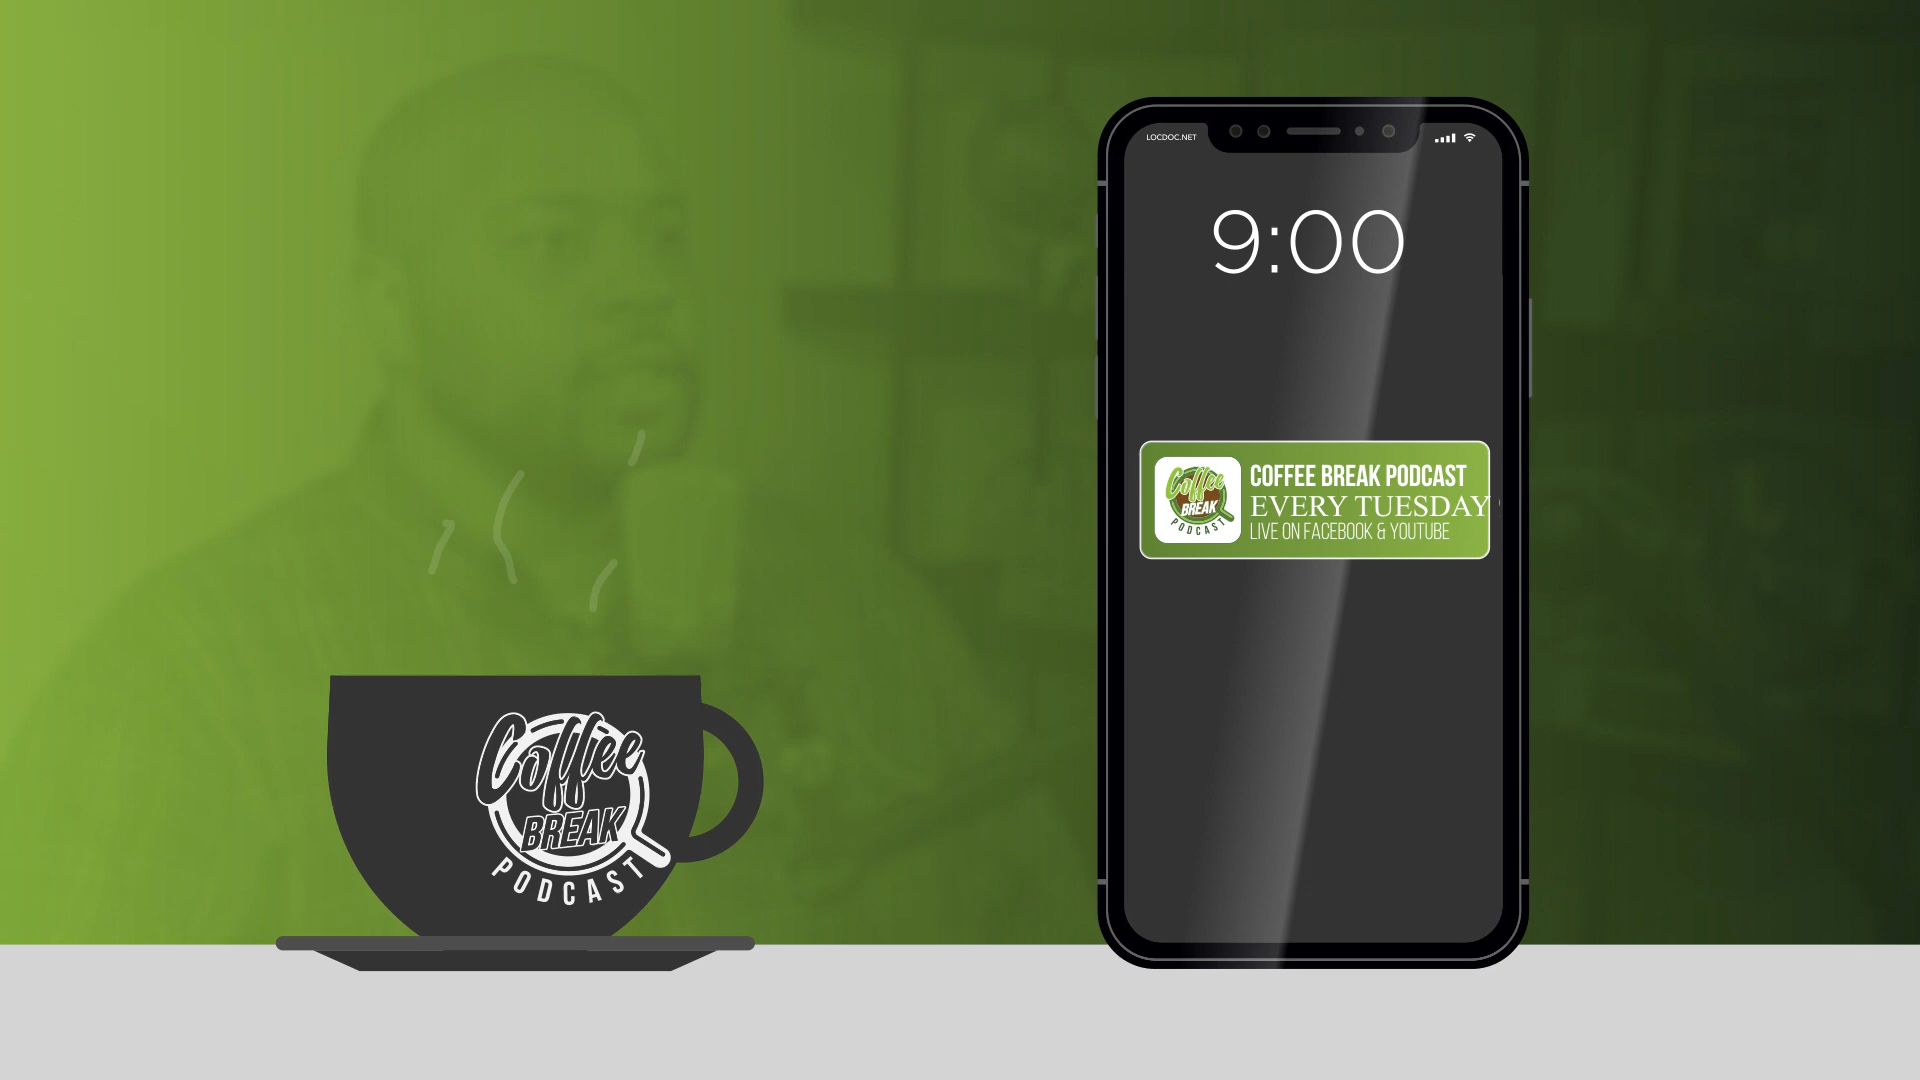 LOCDOC.NET
9:00
Coffee
BREAK
PODCAST
COFFEE BREAK PODCAST
EVERY TUESDAY
LIVE ON FACEBOOK & YOUTUBE
Coffee
BREAK
PODCAST